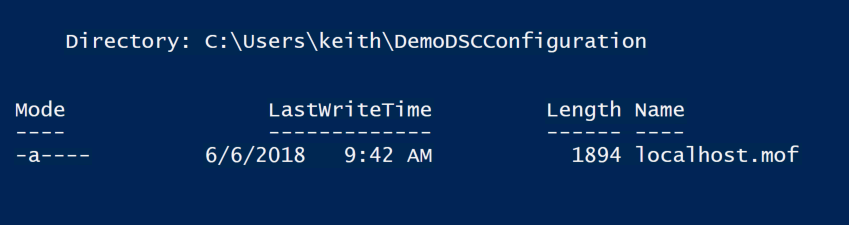 Directory: C:\Users\keith\DemoDSCConfiguration
Mode                LastWriteTime         Length Name
----                -------------         ------ ----
-a----         6/6/2018   9:42 AM           1894 localhost.mof